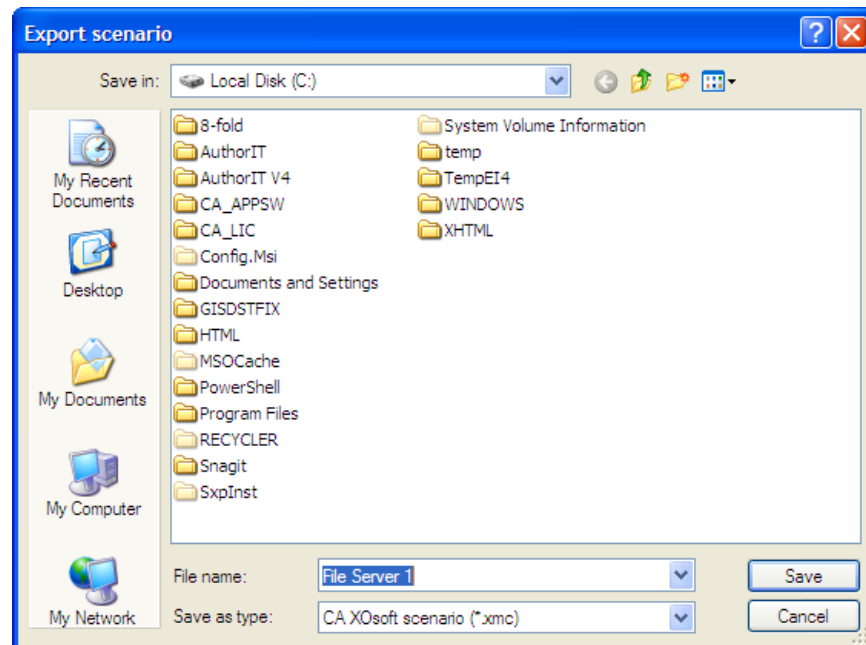 Export scenario
Save in:
Local Disk (C:)
My Recent
Documents
Desktop
My Documents
My Computer
My Network
8-fold
AuthorIT
AuthorIT V4
CA_APPSW
CA_LIC
Config.Msi
Documents and Settings
GISDSTFIX
HTML
MSOCache
PowerShell
Program Files
RECYCLER
Snagit
SxpInst
System Volume Information
temp
TempEI4
WINDOWS
XHTML
File name:
File Server 1
Save
Save as type:
CA XOsoft scenario (*.xmc)
Cancel